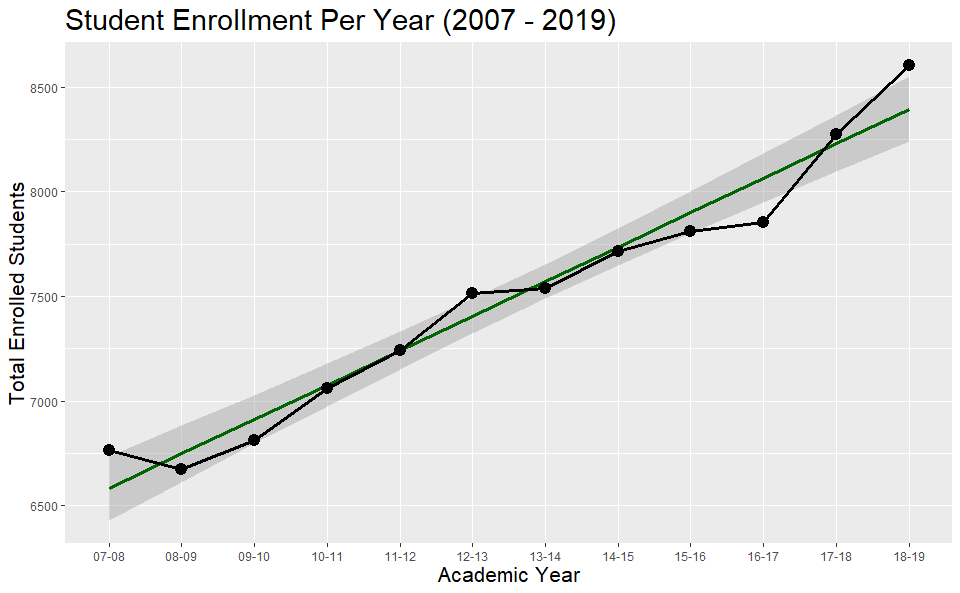 Student Enrollment Per Year (2007 - 2019)
Total Enrolled Students
8500
8000
7500
7000
6500
07-08 08-09 09-10 10-11 11-12 12-13 13-14 14-15 15-16 16-17 17-18 18-19
Academic Year